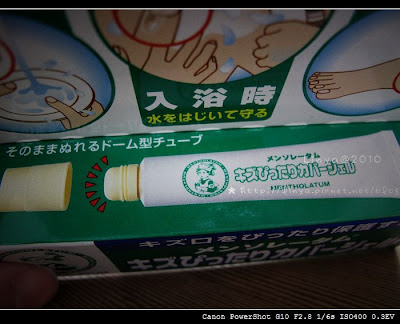 入浴時
水をはじいて守る
そのままぬれるドーム型チューブ
メンソレータム
キズぴったりカバージェル
MENTHOLATUM
キズ口をぴったり保護
メンソレータム
キズぴったりカバージェル
Canon PowerShot G10 F2.8 1/6s ISO400 0.3EV